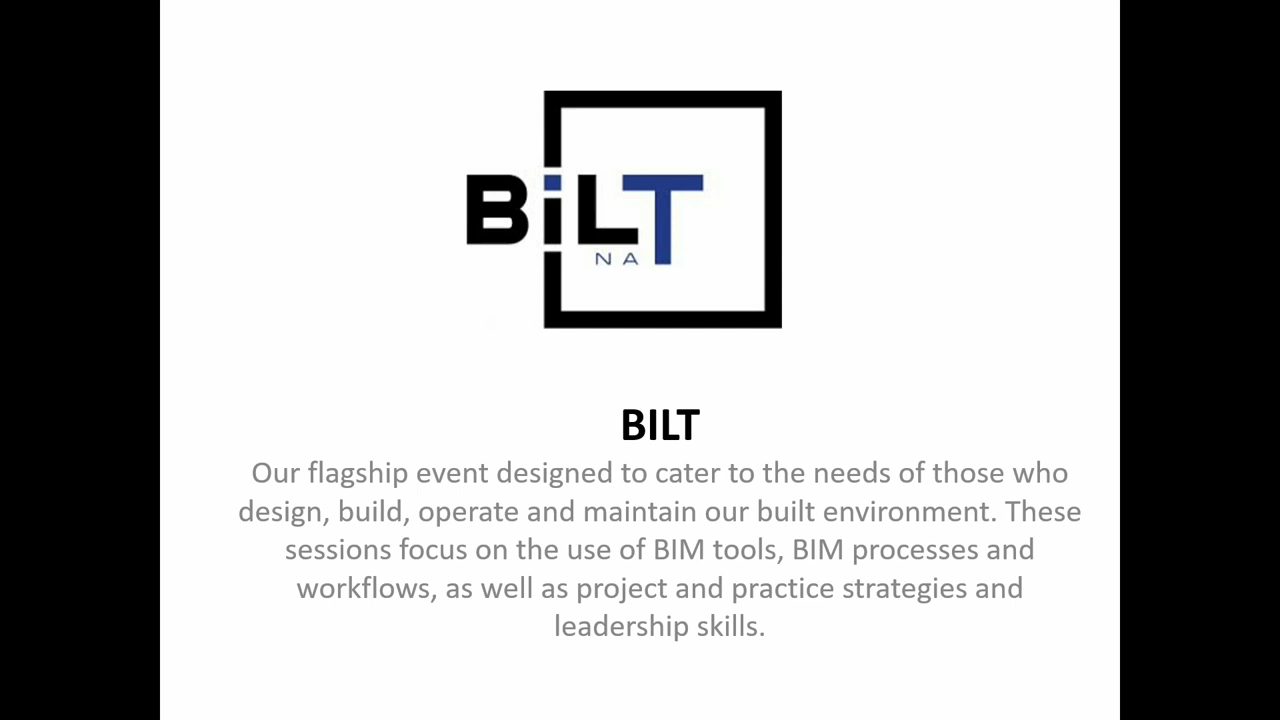 BiLT
NA
BILT
Our flagship event designed to cater to the needs of those who
design, build, operate and maintain our built environment. These
sessions focus on the use of BIM tools, BIM processes and
workflows, as well as project and practice strategies and
leadership skills.